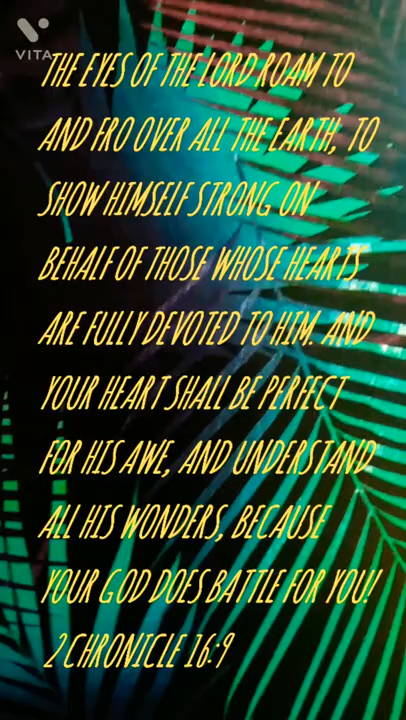 VITA
THE EYES OF THE LORD ROAM TO
AND FRO OVER ALL THE EARTH, TO
SHOW HIMSELF STRONG ON
BEHALF OF THOSE WHOSE HEARTS
ARE FULLY DEVOTED TO HIM. AND
YOUR HEART SHALL BE PERFECT
FOR HIS AWE, AND UNDERSTAND
ALL HIS WONDERS, BECAUSE
YOUR GOD DOES BATTLE FOR YOU!
2 CHRONICLE 16:9